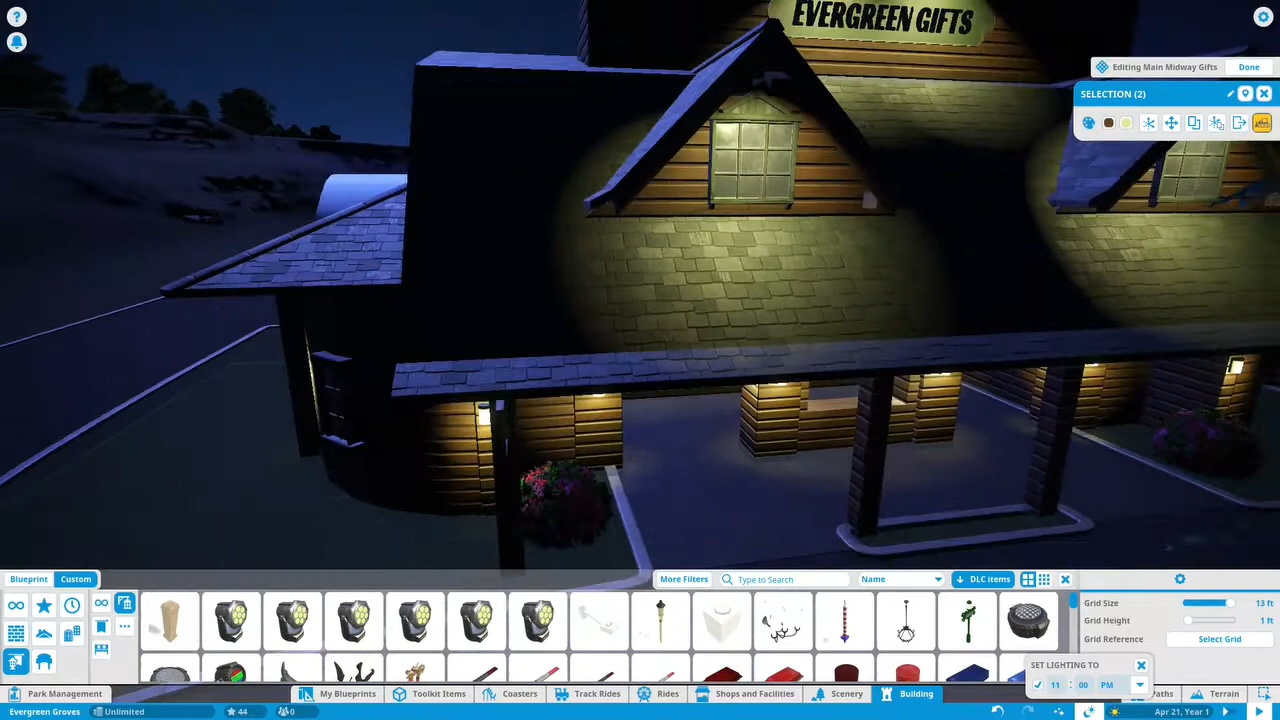 EVERGREEN GIFTS
Editing Main Midway Gifts Done
SELECTION (2)
Blueprint Custom
More Filters Type to Search Name DLC items
Grid Size 13 ft
Grid Height 1 ft
Grid Reference Select Grid
SET LIGHTING TO
11 : 00 PM
Park Management My Blueprints Toolkit Items Coasters Track Rides Rides Shops and Facilities Scenery Building Paths Terrain
Evergreen Groves Unlimited 44 0 Apr 21, Year 1